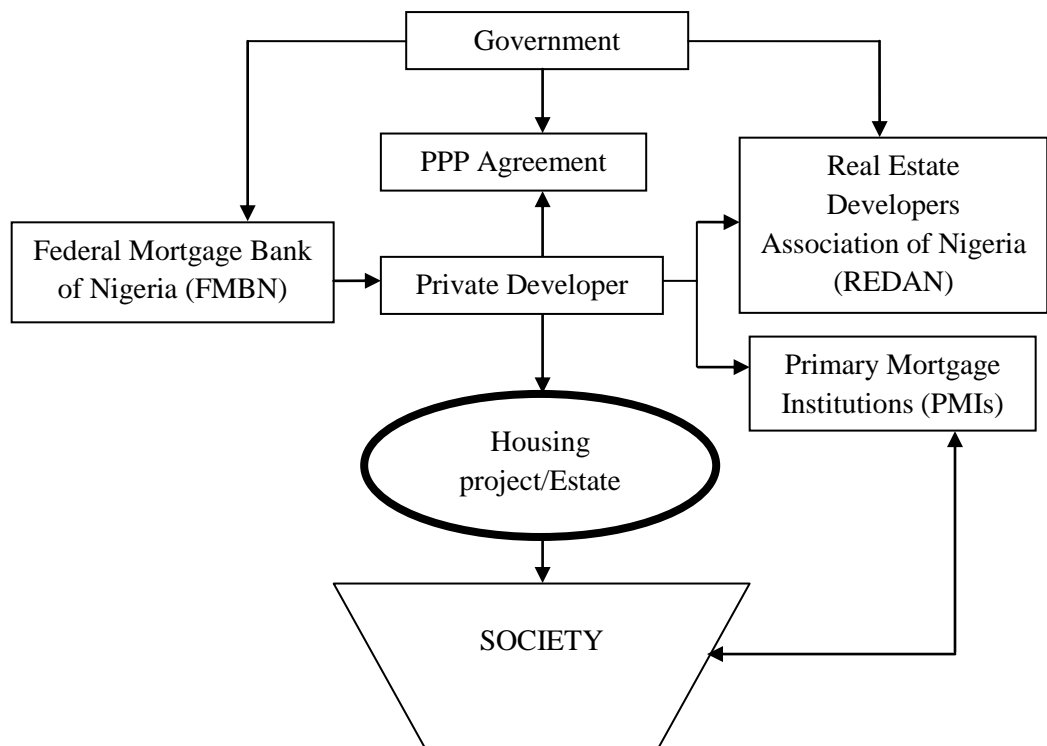 Government
PPP Agreement
Real Estate
Developers
Association of Nigeria
(REDAN)
Federal Mortgage Bank
of Nigeria (FMBN)
Private Developer
Primary Mortgage
Institutions (PMIs)
Housing
project/Estate
SOCIETY